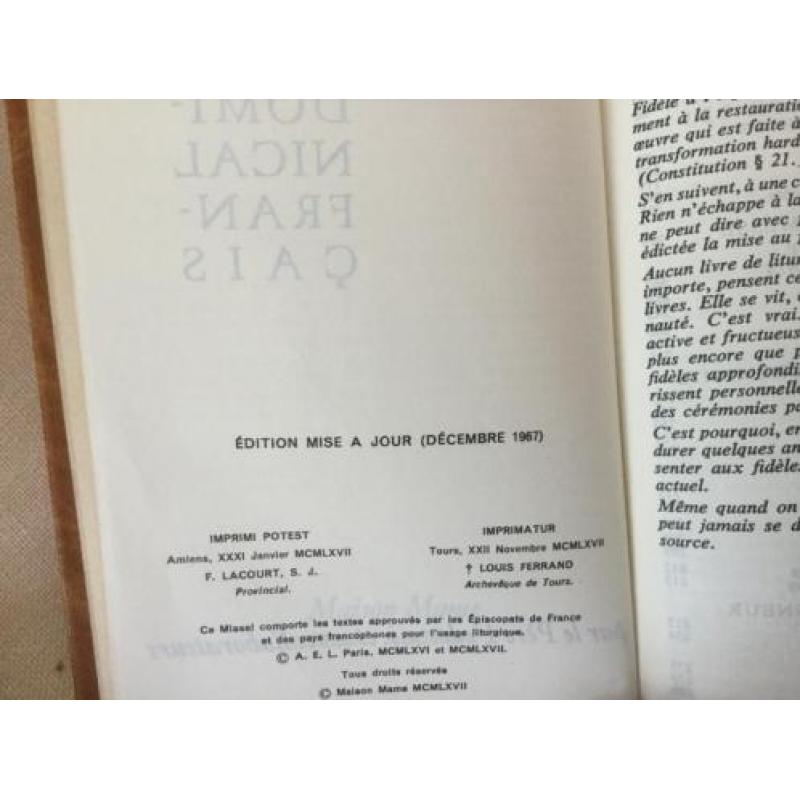 DOMI-
NICAL
FRAN-
ÇAIS
ÉDITION MISE A JOUR (DÉCEMBRE 1967)
IMPRIMI POTEST
Amiens, XXXI Janvier MCMLXVII
F. LACOURT, S. J.
Provincial.
IMPRIMATUR
Tours, XXII Novembre MCMLXVII
† LOUIS FERRAND
Archevêque de Tours.
Ce Missel comporte les textes approuvés par les Épiscopats de France
et des pays francophones pour l'usage liturgique.
© A. E. L. Paris, MCMLXVI et MCMLXVII.
Tous droits réservés
© Maison Mame MCMLXVII
Fidèle à
ment à la restauratio
œuvre qui est faite à
transformation hard
(Constitution § 21.
S'en suivent, à une c
Rien n'échappe à la
ne peut dire avec
édictée la mise au
Aucun livre de litur
importe, pensent ce
livres. Elle se vit,
nauté. C'est vrai.
active et fructueus
plus encore que p
fidèles approfondi
rissent personnelle
des cérémonies pa
C'est pourquoi, en
durer quelques an
senter aux fidèle
actuel.
Même quand on
peut jamais se d
source.